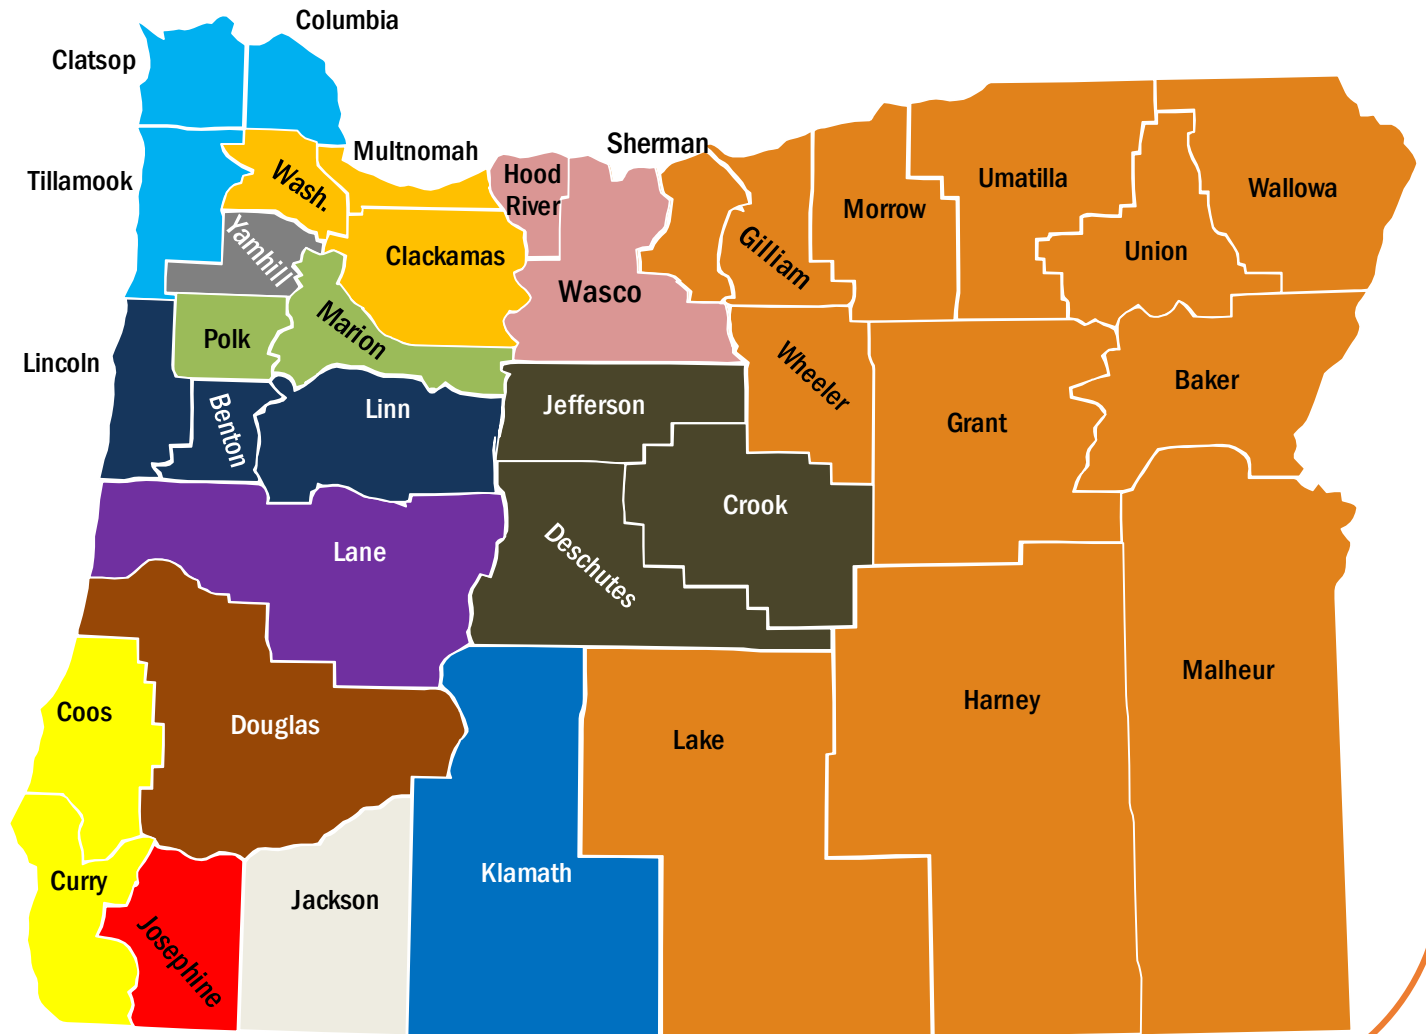 Columbia
Clatsop
Multnomah
Sherman
Tillamook
Wash.
Hood
River
Umatilla
Wallowa
Morrow
Yamhill
Clackamas
Gilliam
Union
Wasco
Marion
Polk
Lincoln
Wheeler
Baker
Jefferson
Linn
Benton
Grant
Crook
Lane
Deschutes
Malheur
Harney
Coos
Douglas
Lake
Klamath
Curry
Jackson
Josephine